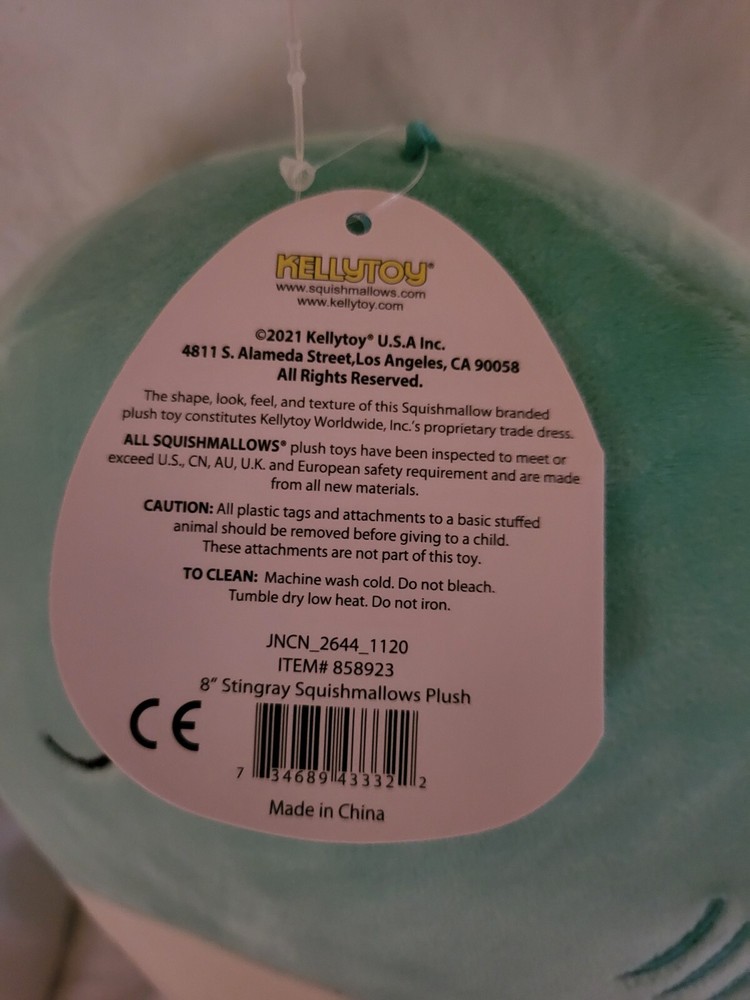 KELLYTOY®
www.squishmallows.com
www.kellytoy.com
©2021 Kellytoy® U.S.A Inc.
4811 S. Alameda Street,Los Angeles, CA 90058
All Rights Reserved.
The shape, look, feel, and texture of this Squishmallow branded
plush toy constitutes Kellytoy Worldwide, Inc.'s proprietary trade dress.
ALL SQUISHMALLOWS® plush toys have been inspected to meet or
exceed U.S., CN, AU, U.K. and European safety requirement and are made
from all new materials.
CAUTION: All plastic tags and attachments to a basic stuffed
animal should be removed before giving to a child.
These attachments are not part of this toy.
TO CLEAN: Machine wash cold. Do not bleach.
Tumble dry low heat. Do not iron.
JNCN_2644_1120
ITEM# 858923
8" Stingray Squishmallows Plush
CE
7 34689 43332 2
Made in China